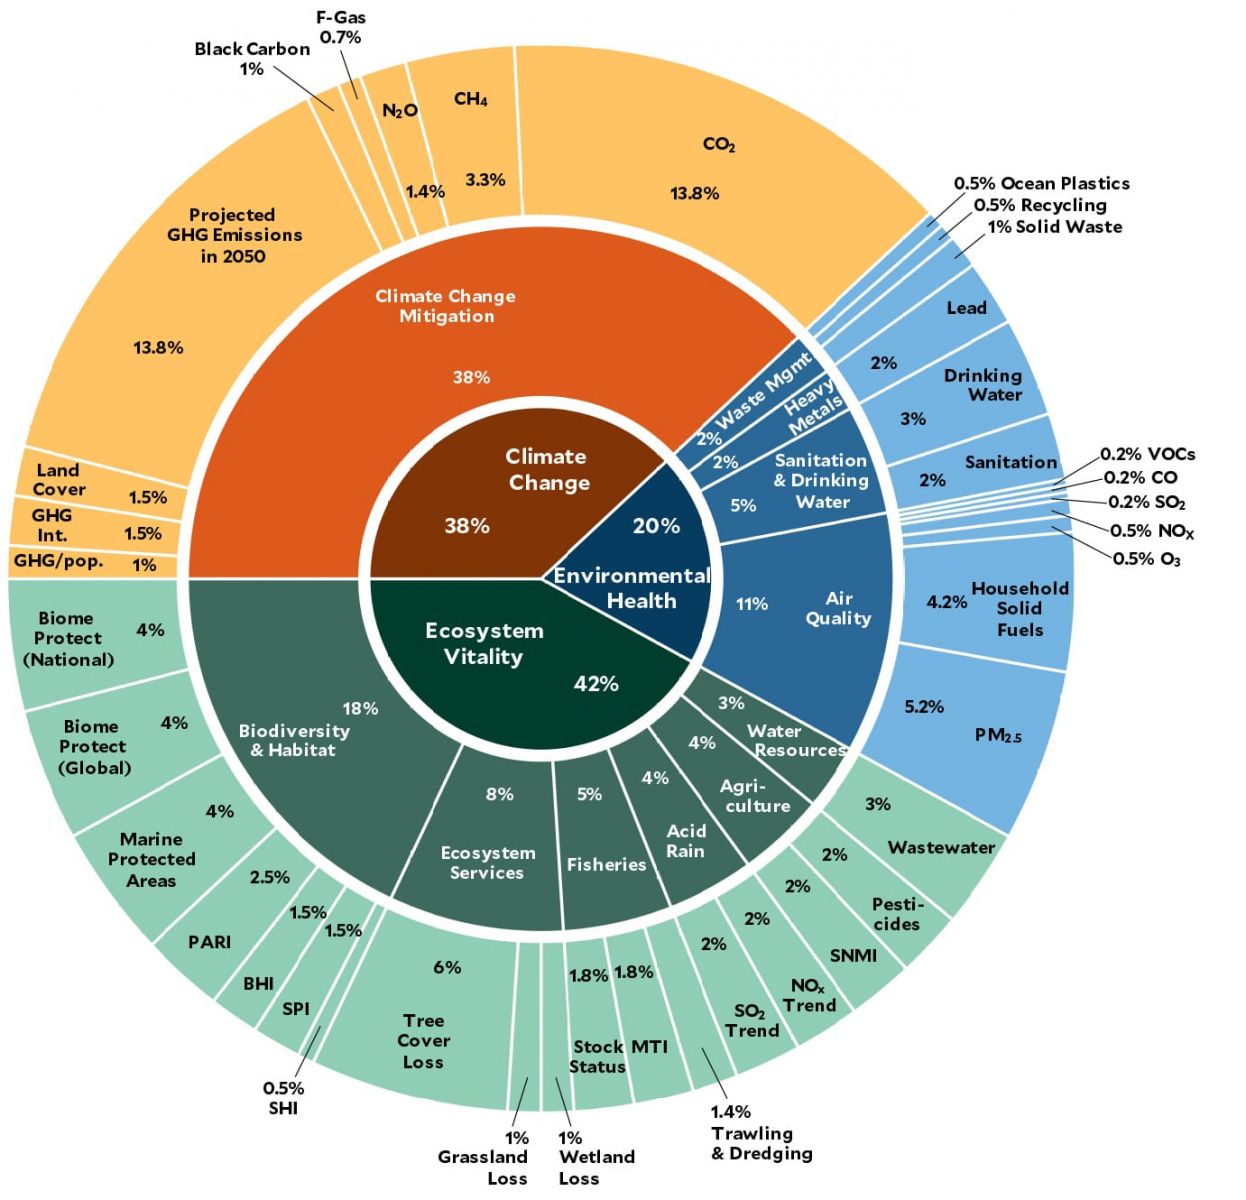 F-Gas
0.7%
Black Carbon
1%
N₂O
1.4%
CH₄
3.3%
CO₂
13.8%
Projected
GHG Emissions
in 2050
13.8%
Land
Cover
1.5%
GHG
Int.
1.5%
GHG/pop.
1%
0.5% Ocean Plastics
0.5% Recycling
1% Solid Waste
Lead
2%
Drinking
Water
3%
Sanitation
2%
0.2% VOCs
0.2% CO
0.2% SO₂
0.5% NOₓ
0.5% O₃
Household
Solid
Fuels
4.2%
5.2%
PM₂.₅
Climate Change
Mitigation
38%
Waste Mgmt
2%
Heavy
Metals
2%
Sanitation
& Drinking
Water
5%
Air
Quality
11%
Climate
Change
38%
20%
Environmental
Health
Ecosystem
Vitality
42%
18%
Biodiversity
& Habitat
8%
Ecosystem
Services
5%
Fisheries
4%
Acid
Rain
4%
Agri-
culture
3%
Water
Resources
Biome
Protect
(National)
4%
Biome
Protect
(Global)
4%
Marine
Protected
Areas
4%
2.5%
PARI
1.5%
BHI
1.5%
SPI
0.5%
SHI
6%
Tree
Cover
Loss
1%
Grassland
Loss
1%
Wetland
Loss
1.8%
Stock
Status
1.8%
MTI
1.4%
Trawling
& Dredging
2%
SO₂
Trend
2%
NOₓ
Trend
2%
SNMI
2%
Pesti-
cides
3%
Wastewater